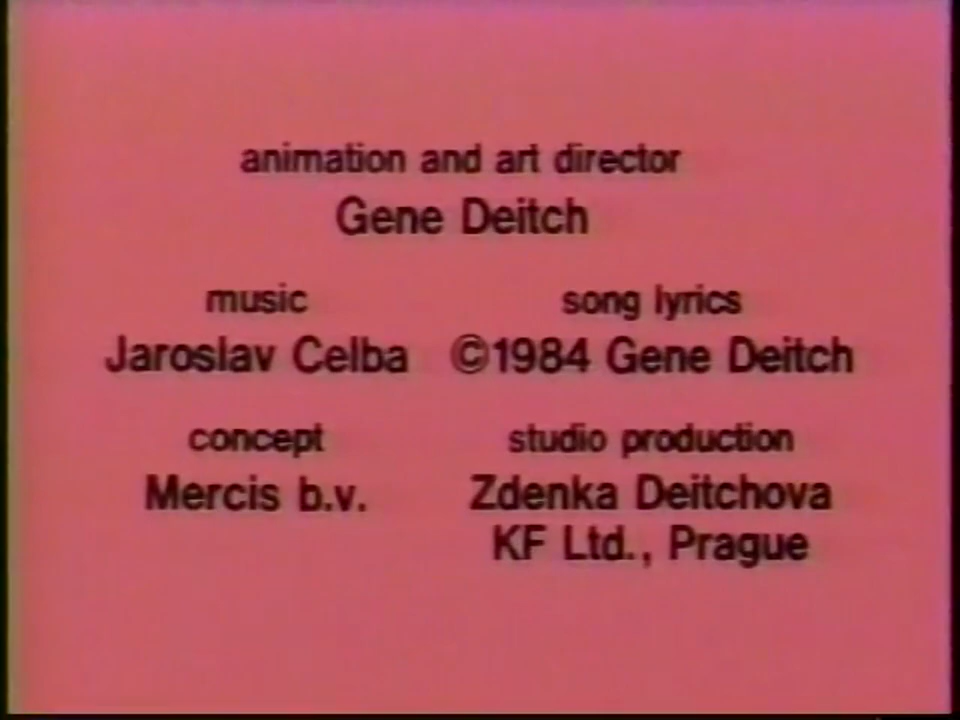 animation and art director
Gene Deitch
music
Jaroslav Celba
song lyrics
©1984 Gene Deitch
concept
Mercis b.v.
studio production
Zdenka Deitchova
KF Ltd., Prague